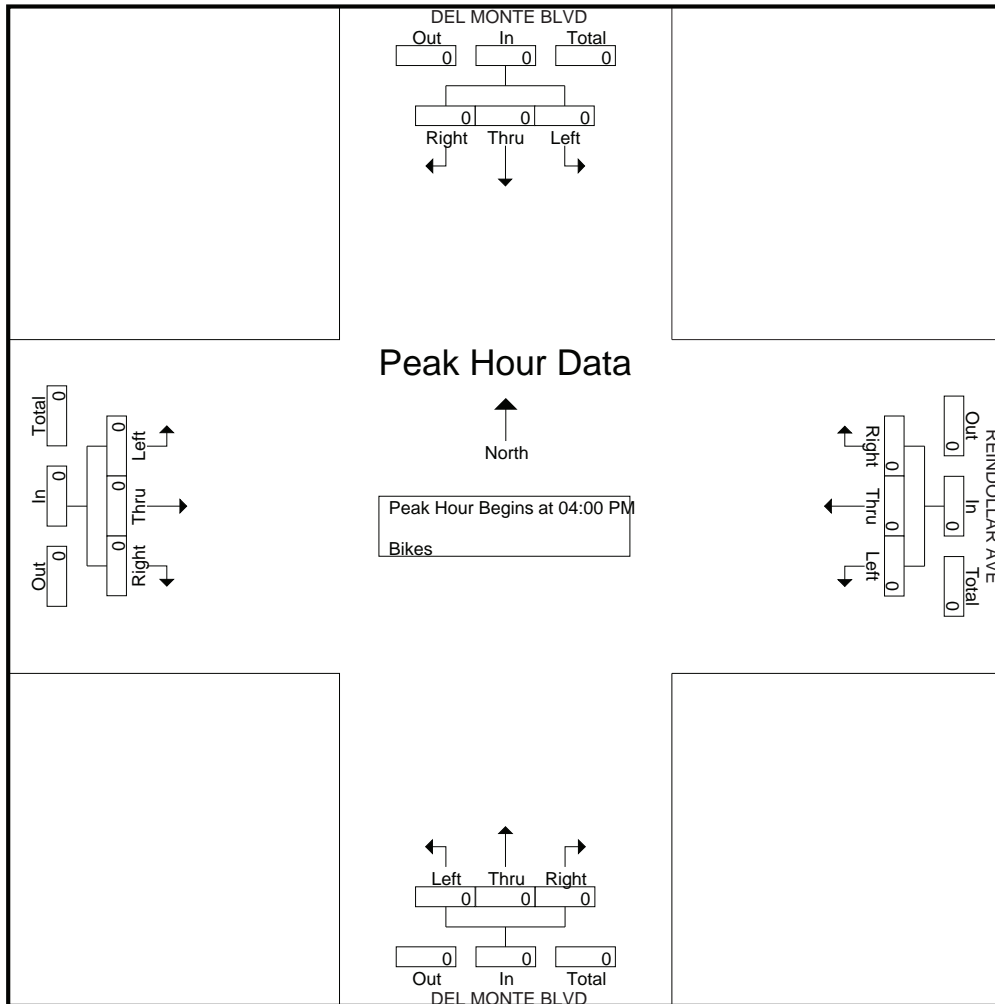 DEL MONTE BLVD
Out In Total
0 0 0
0 0 0
Right Thru Left
Peak Hour Data
North
Peak Hour Begins at 04:00 PM
Bikes
Total In Out
0 0 0
0 0 0
Left Thru Right
Right Thru Left
0 0 0
0 0 0
Out In Total
REINDOLLAR AVE
Left Thru Right
0 0 0
0 0 0
Out In Total
DEL MONTE BLVD